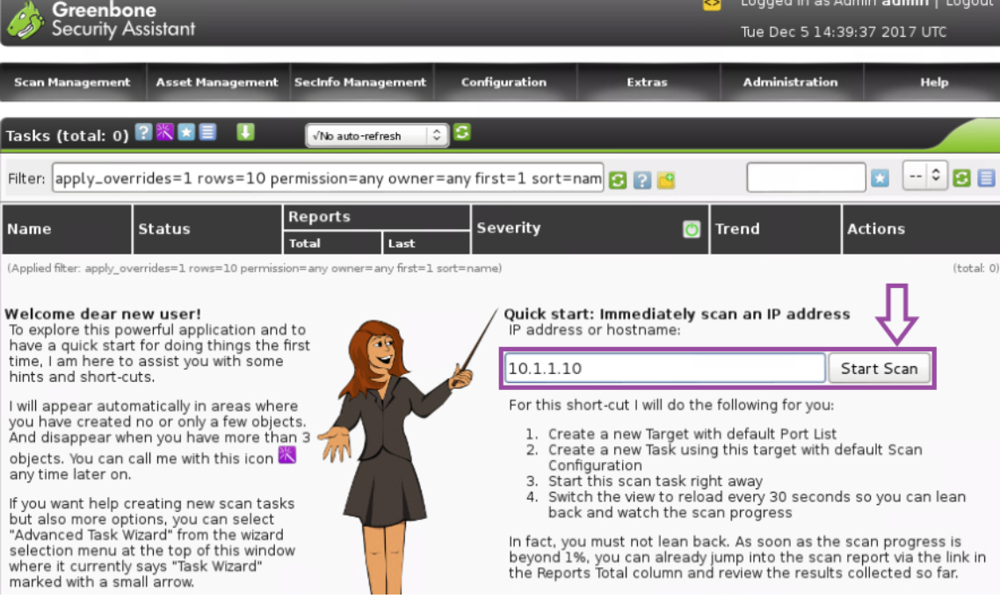 Greenbone
Security Assistant
Logged in as Admin admin | Logout
Tue Dec 5 14:39:37 2017 UTC
Scan Management Asset Management SecInfo Management Configuration Extras Administration Help
Tasks (total: 0) √No auto-refresh
Filter: apply_overrides=1 rows=10 permission=any owner=any first=1 sort=nam --
Name Status Reports Severity Trend Actions
Total Last
(Applied filter: apply_overrides=1 rows=10 permission=any owner=any first=1 sort=name) (total: 0)
Welcome dear new user!
To explore this powerful application and to
have a quick start for doing things the first
time, I am here to assist you with some
hints and short-cuts.
I will appear automatically in areas where
you have created no or only a few objects.
And disappear when you have more than 3
objects. You can call me with this icon
any time later on.
If you want help creating new scan tasks
but also more options, you can select
"Advanced Task Wizard" from the wizard
selection menu at the top of this window
where it currently says "Task Wizard"
marked with a small arrow.
Quick start: Immediately scan an IP address
IP address or hostname:
10.1.1.10 Start Scan
For this short-cut I will do the following for you:
1. Create a new Target with default Port List
2. Create a new Task using this target with default Scan
Configuration
3. Start this scan task right away
4. Switch the view to reload every 30 seconds so you can lean
back and watch the scan progress
In fact, you must not lean back. As soon as the scan progress is
beyond 1%, you can already jump into the scan report via the link in
the Reports Total column and review the results collected so far.